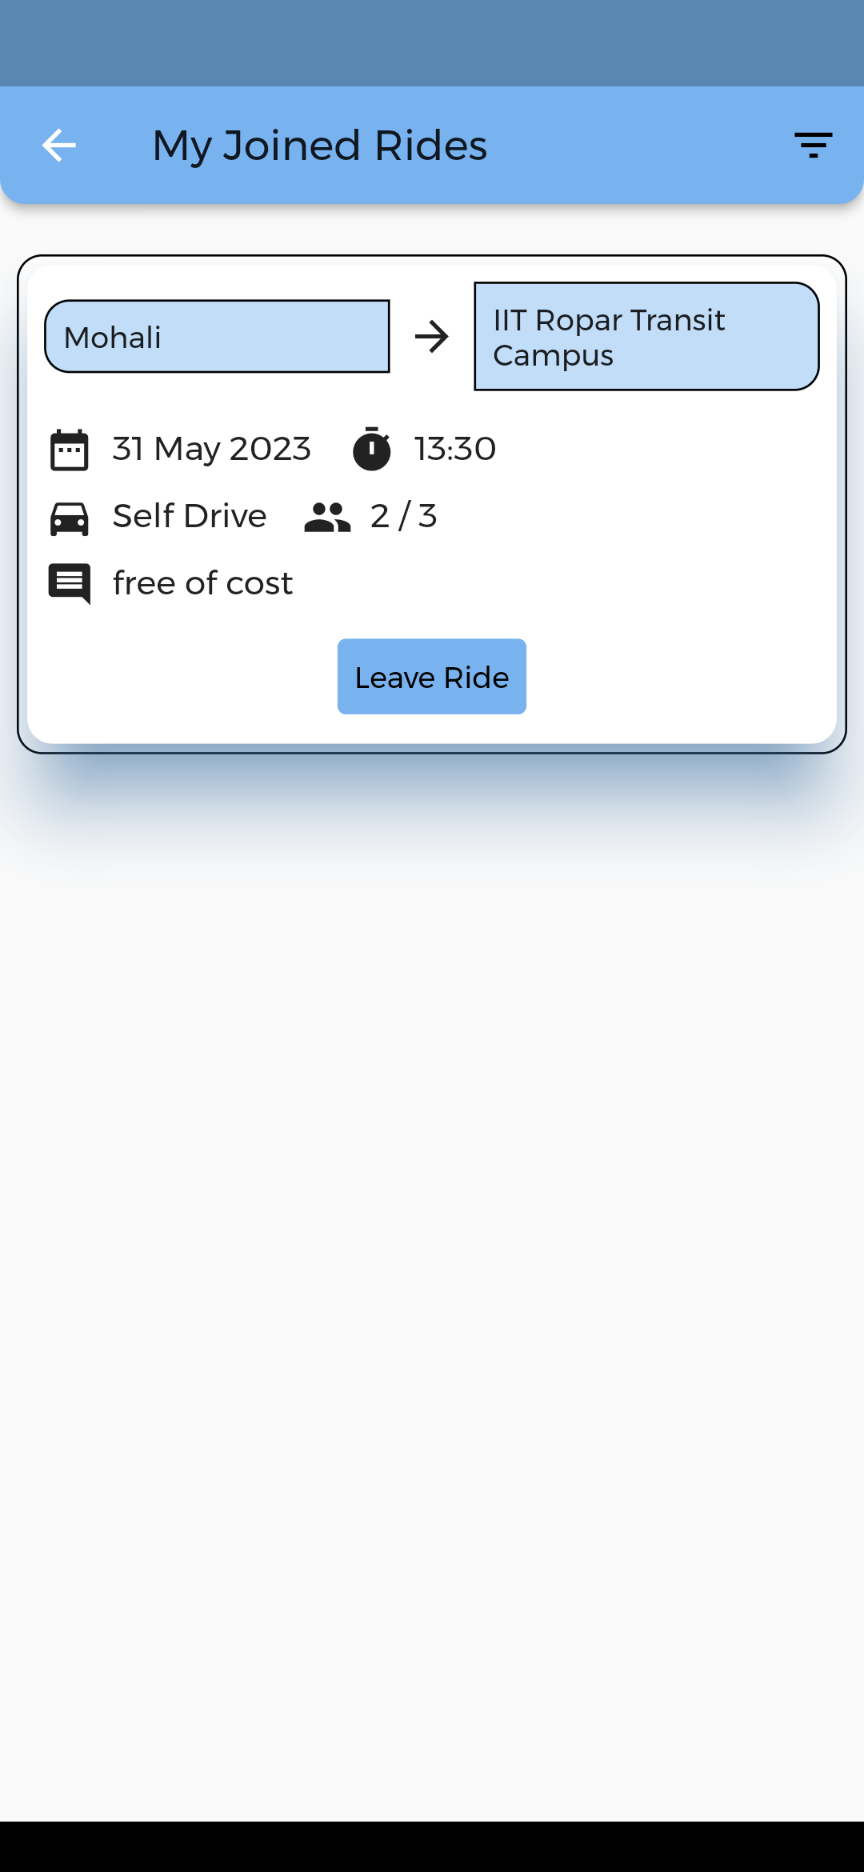 My Joined Rides
Mohali
IIT Ropar Transit
Campus
31 May 2023 13:30
Self Drive 2 / 3
free of cost
Leave Ride